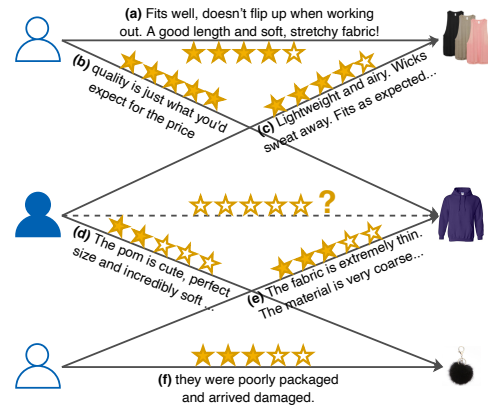 (a) Fits well, doesn't flip up when working
out. A good length and soft, stretchy fabric!
(b) quality is just what you'd
expect for the price
(c) Lightweight and airy. Wicks
sweat away. Fits as expected...
?
(d) The pom is cute, perfect
size and incredibly soft ...
(e) The fabric is extremely thin.
The material is very coarse...
(f) they were poorly packaged
and arrived damaged.